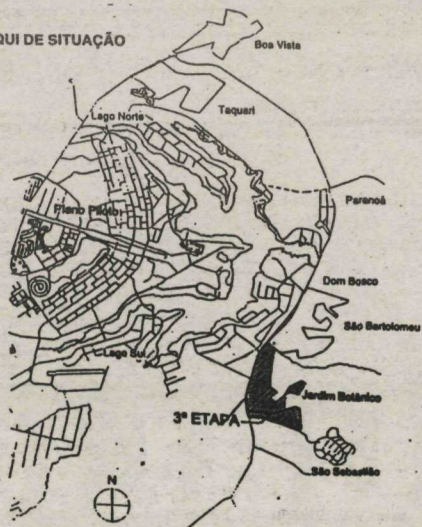 QUI DE SITUAÇÃO
Boa Vista
Taquari
Lago Norte
Paranoá
Plano Piloto
Dom Bosco
São Bartolomeu
Lago Sul
Jardim Botânico
3ª ETAPA
São Sebastião
N